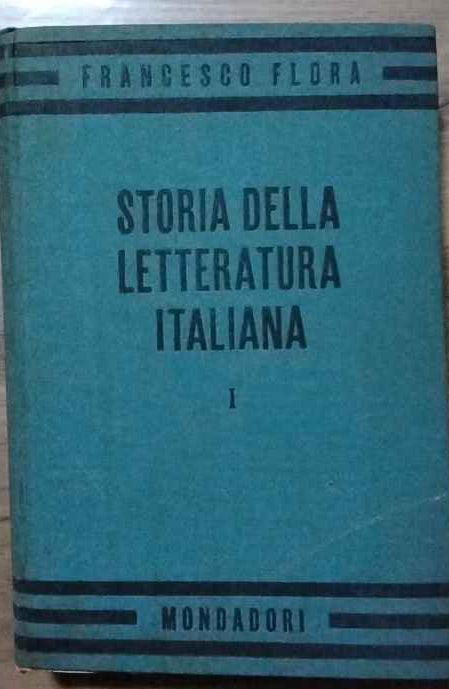 FRANCESCO FLORA
STORIA DELLA
LETTERATURA
ITALIANA
I
MONDADORI